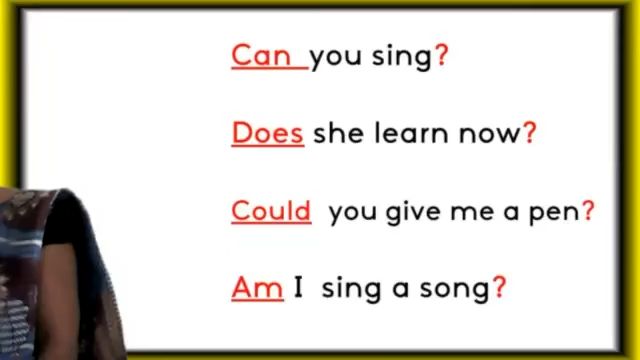 Can you sing?
Does she learn now?
Could you give me a pen?
Am I sing a song?